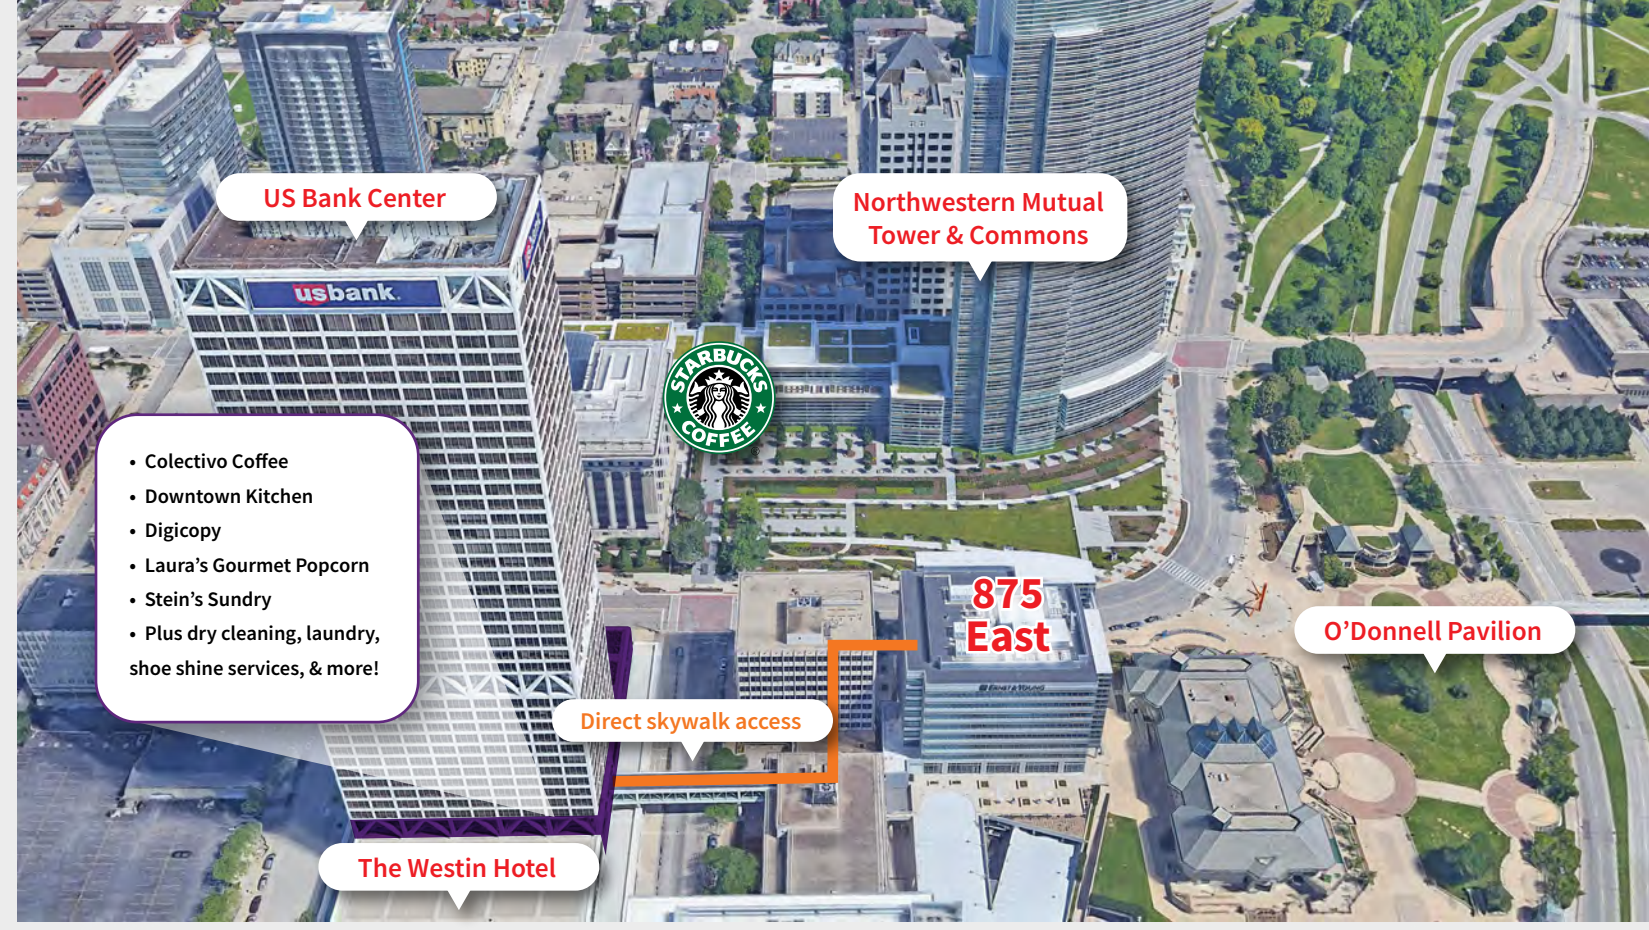 US Bank Center
Northwestern Mutual
Tower & Commons
usbank.
STARBUCKS
COFFEE
®
• Colectivo Coffee
• Downtown Kitchen
• Digicopy
• Laura’s Gourmet Popcorn
• Stein’s Sundry
• Plus dry cleaning, laundry,
shoe shine services, & more!
875
East
O’Donnell Pavilion
ERNST & YOUNG
Direct skywalk access
The Westin Hotel